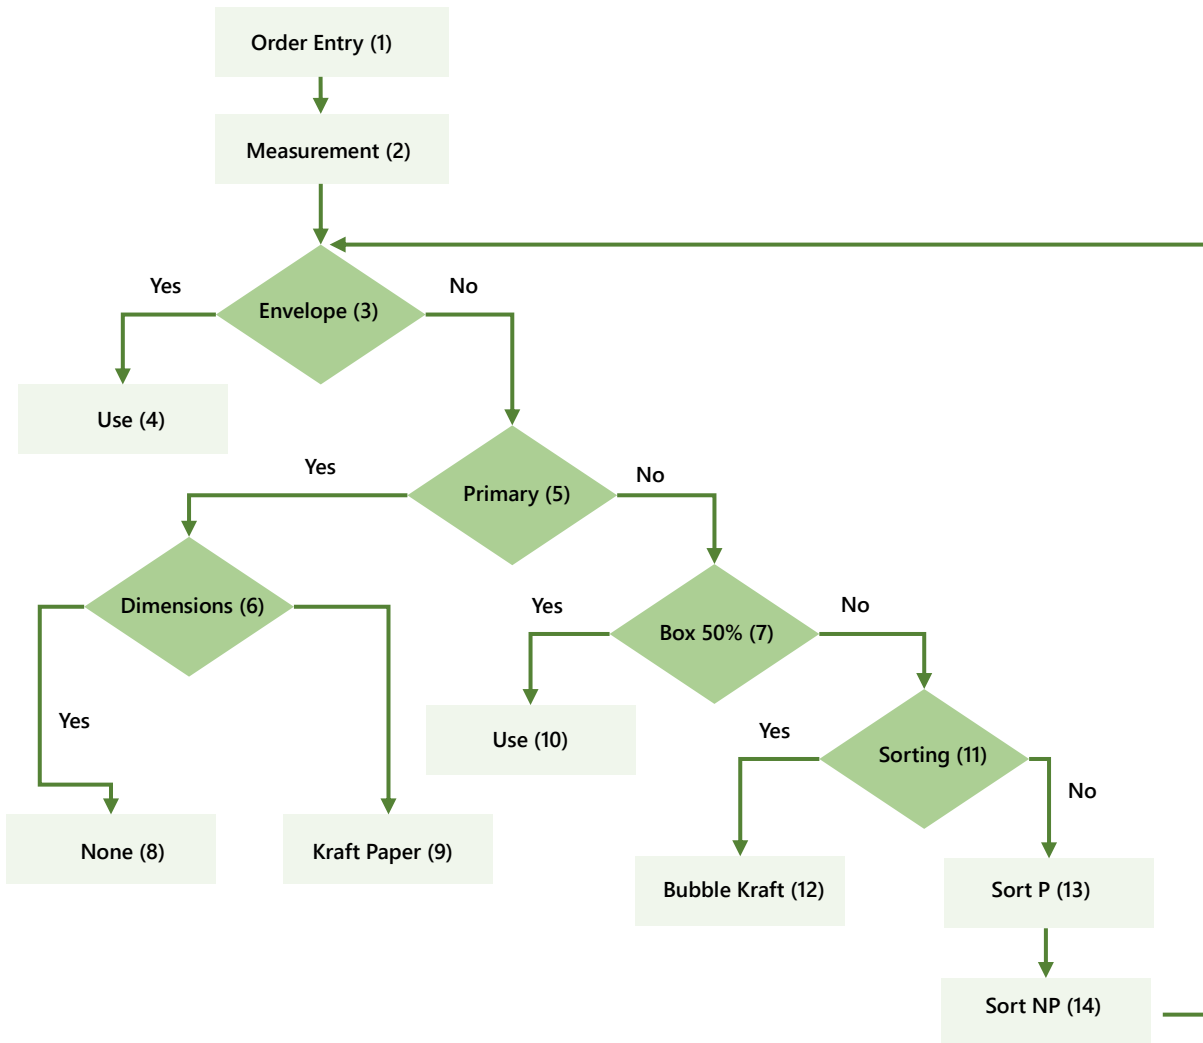 Order Entry (1)
Measurement (2)
Yes
No
Envelope (3)
Use (4)
Yes
No
Primary (5)
Dimensions (6)
Yes
No
Box 50% (7)
Yes
Use (10)
Yes
Sorting (11)
No
None (8)
Kraft Paper (9)
Bubble Kraft (12)
Sort P (13)
Sort NP (14)